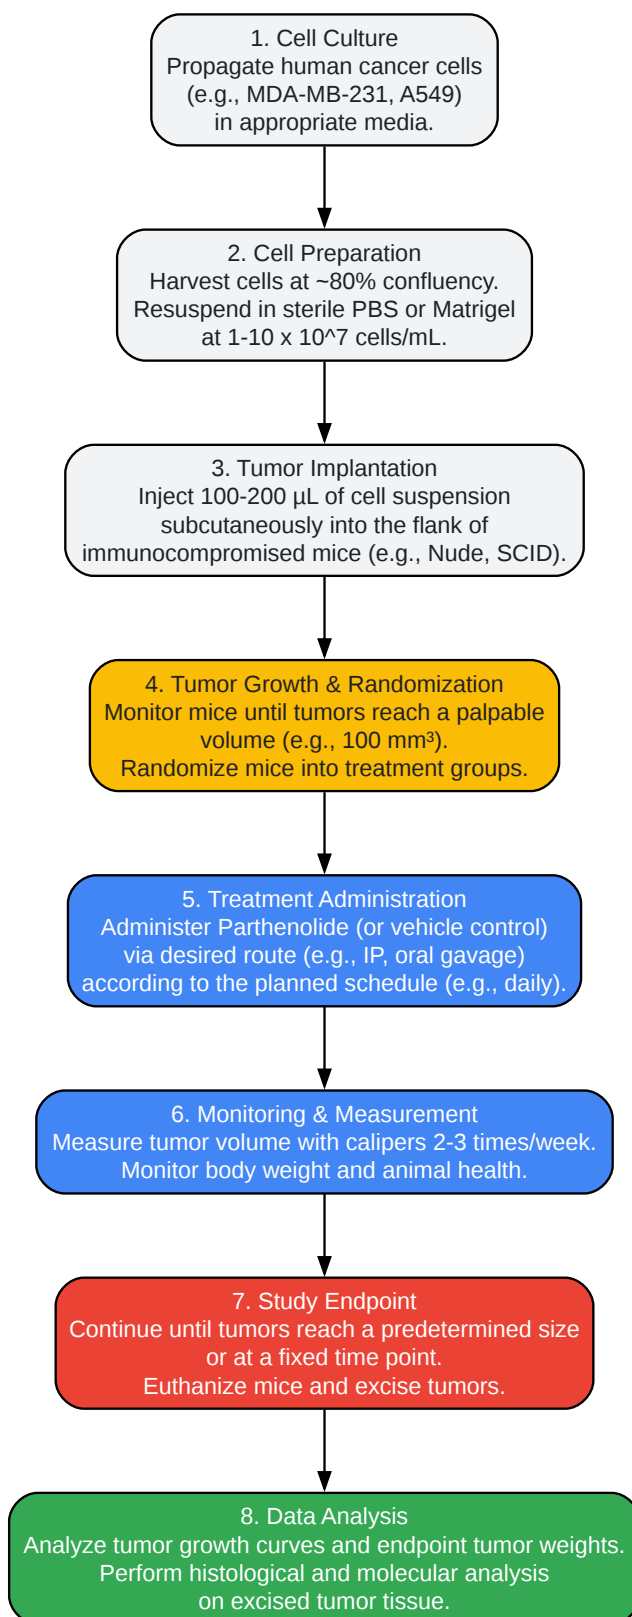 1. Cell Culture
Propagate human cancer cells
(e.g., MDA-MB-231, A549)
in appropriate media.
2. Cell Preparation
Harvest cells at ~80% confluency.
Resuspend in sterile PBS or Matrigel
at 1-10 x 10^7 cells/mL.
3. Tumor Implantation
Inject 100-200 µL of cell suspension
subcutaneously into the flank of
immunocompromised mice (e.g., Nude, SCID).
4. Tumor Growth & Randomization
Monitor mice until tumors reach a palpable
volume (e.g., 100 mm³).
Randomize mice into treatment groups.
5. Treatment Administration
Administer Parthenolide (or vehicle control)
via desired route (e.g., IP, oral gavage)
according to the planned schedule (e.g., daily).
6. Monitoring & Measurement
Measure tumor volume with calipers 2-3 times/week.
Monitor body weight and animal health.
7. Study Endpoint
Continue until tumors reach a predetermined size
or at a fixed time point.
Euthanize mice and excise tumors.
8. Data Analysis
Analyze tumor growth curves and endpoint tumor weights.
Perform histological and molecular analysis
on excised tumor tissue.